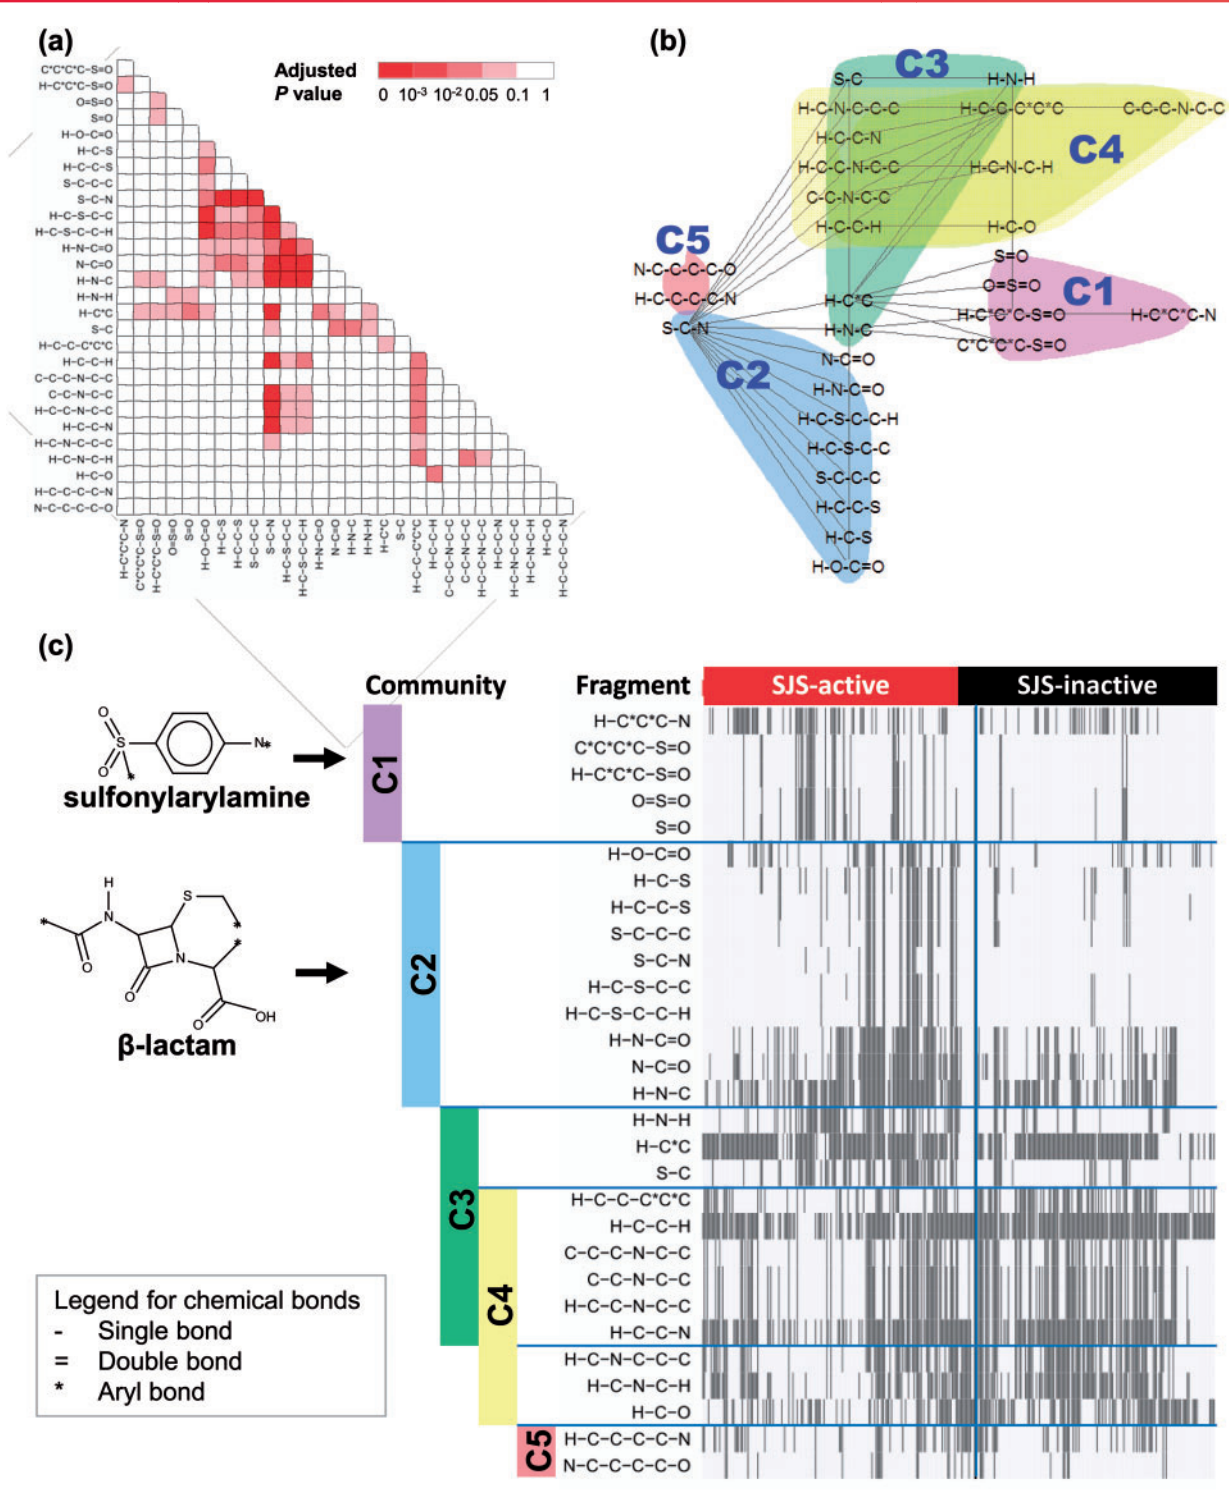 (a)
Adjusted
P value
0 10-3 10-2 0.05 0.1 1
C*C*C*C-S=O
H-C*C*C-S=O
O=S=O
S=O
H-O-C=O
H-C-S
H-C-C-S
S-C-C-C
S-C-N
H-C-S-C-C
H-C-S-C-C-H
H-N-C=O
N-C=O
H-N-C
H-N-H
H-C*C
S-C
H-C-C-C*C*C
H-C-C-H
C-C-C-N-C-C
C-C-N-C-C
H-C-C-N-C-C
H-C-C-N
H-C-N-C-C-C
H-C-N-C-H
H-C-O
H-C-C-C-C-N
N-C-C-C-C-O
H-C*C*C-N
C*C*C*C-S=O
H-C*C*C-S=O
O=S=O
S=O
H-O-C=O
H-C-S
H-C-C-S
S-C-C-C
S-C-N
H-C-S-C-C
H-C-S-C-C-H
H-N-C=O
N-C=O
H-N-C
H-N-H
H-C*C
S-C
H-C-C-C*C*C
H-C-C-H
(b)
C3
S-C H-N-H
H-C-N-C-C-C H-C-C-C*C*C C-C-C-N-C-C
H-C-C-N
C4
H-C-C-N-C-C H-C-N-C-H
C-C-N-C-C
H-C-C-H H-C-O
C5
S=O
N-C-C-C-C-O
O=S=O
C1
H-C-C-C-C-N H-C*C
H-C*C*C-S=O H-C*C*C-N
S-C-N H-N-C
C*C*C*C-S=O
N-C=O
C2
H-N-C=O
H-C-S-C-C-H
H-C-S-C-C
S-C-C-C
H-C-C-S
H-C-S
H-O-C=O
(c)
Community Fragment SJS-active SJS-inactive
O
S
N*
O
*
sulfonylarylamine
C1
H-C*C*C-N
C*C*C*C-S=O
H-C*C*C-S=O
O=S=O
S=O
H
S
N
*
*
*
O
N
O
O
OH
β-lactam
C2
H-O-C=O
H-C-S
H-C-C-S
S-C-C-C
S-C-N
H-C-S-C-C
H-C-S-C-C-H
H-N-C=O
N-C=O
H-N-C
C3
H-N-H
H-C*C
S-C
C4
H-C-C-C*C*C
H-C-C-H
C-C-C-N-C-C
C-C-N-C-C
H-C-C-N-C-C
H-C-C-N
H-C-N-C-C-C
H-C-N-C-H
H-C-O
C5
H-C-C-C-C-N
N-C-C-C-C-O
Legend for chemical bonds
- Single bond
= Double bond
* Aryl bond